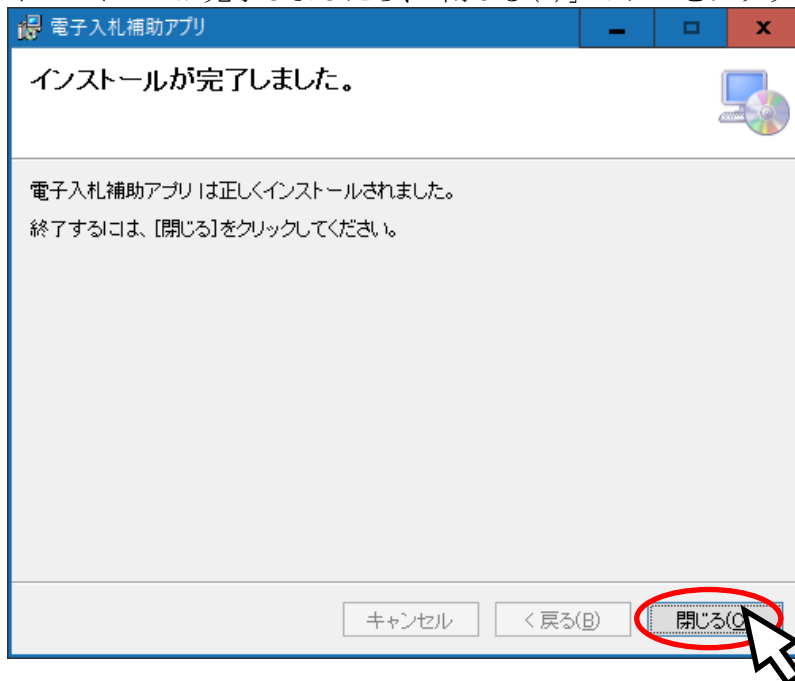 電子入札補助アプリ
インストールが完了しました。
電子入札補助アプリ は正しくインストールされました。
終了するには、[閉じる]をクリックしてください。
キャンセル
< 戻る(B)
閉じる(